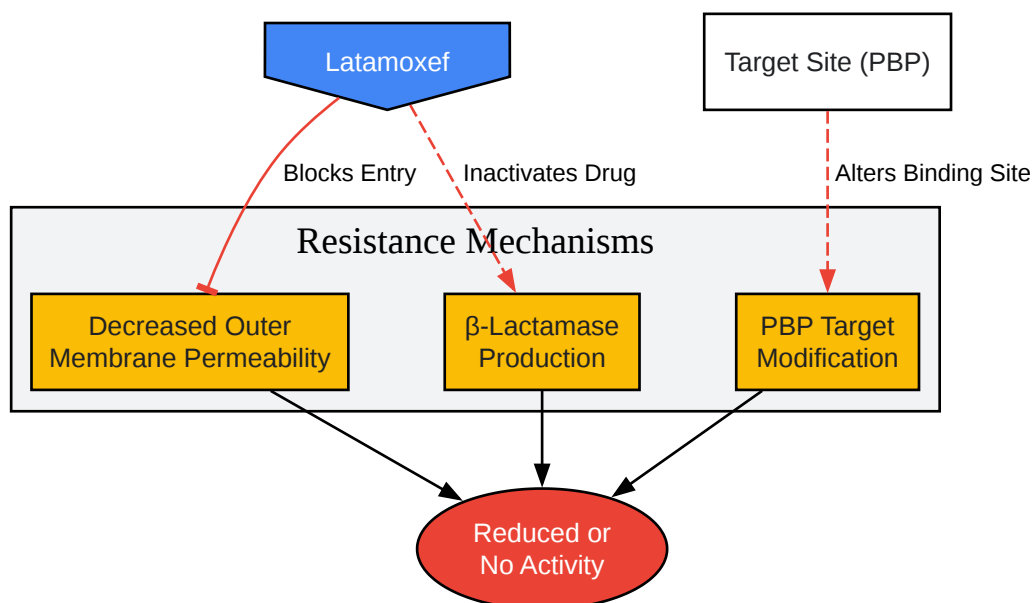 Latamoxef
Target Site (PBP)
Blocks Entry
Inactivates Drug
Alters Binding Site
Resistance Mechanisms
Decreased Outer
Membrane Permeability
β-Lactamase
Production
PBP Target
Modification
Reduced or
No Activity